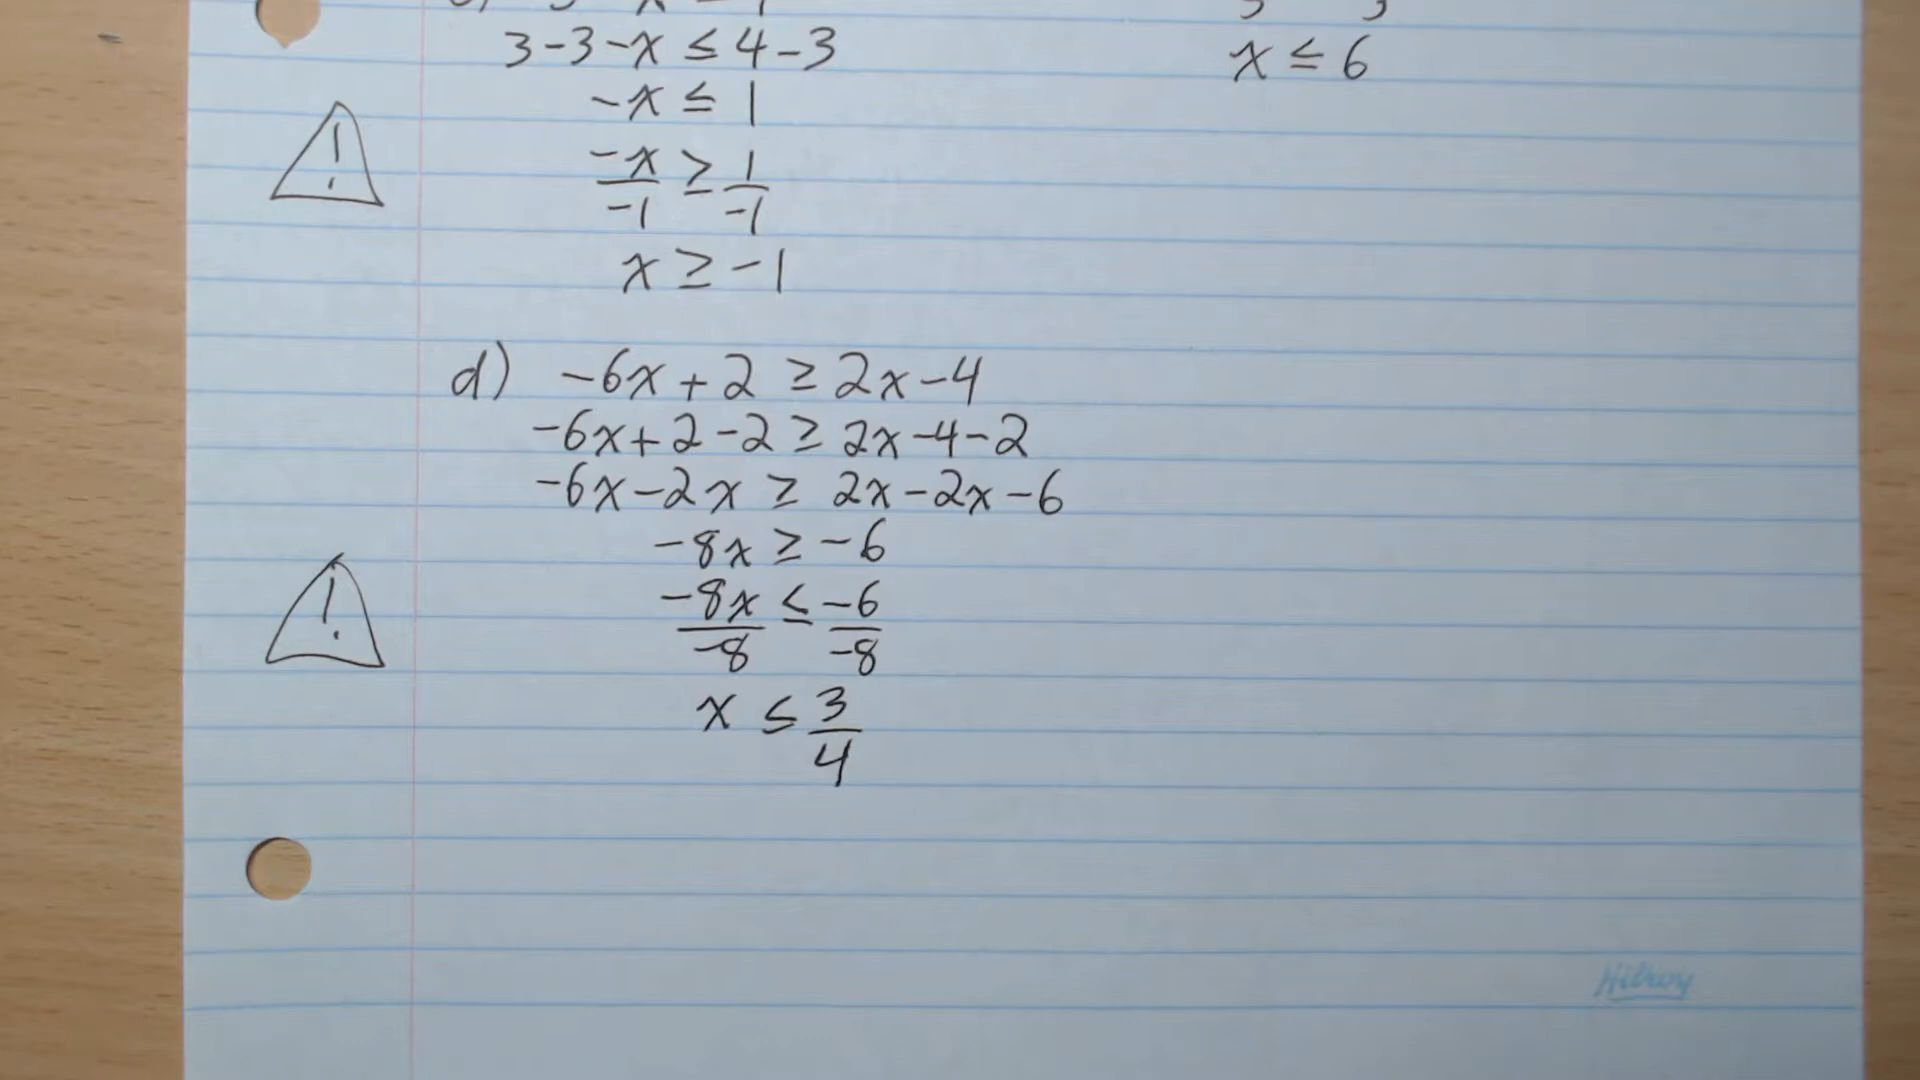 3-3-x ≤ 4-3
-x ≤ 1
-x/-1 ≥ 1/-1
x ≥ -1
x ≤ 6
d) -6x+2 ≥ 2x-4
-6x+2-2 ≥ 2x-4-2
-6x-2x ≥ 2x-2x-6
-8x ≥ -6
-8x/-8 ≤ -6/-8
x ≤ 3/4
!
!
Hilroy